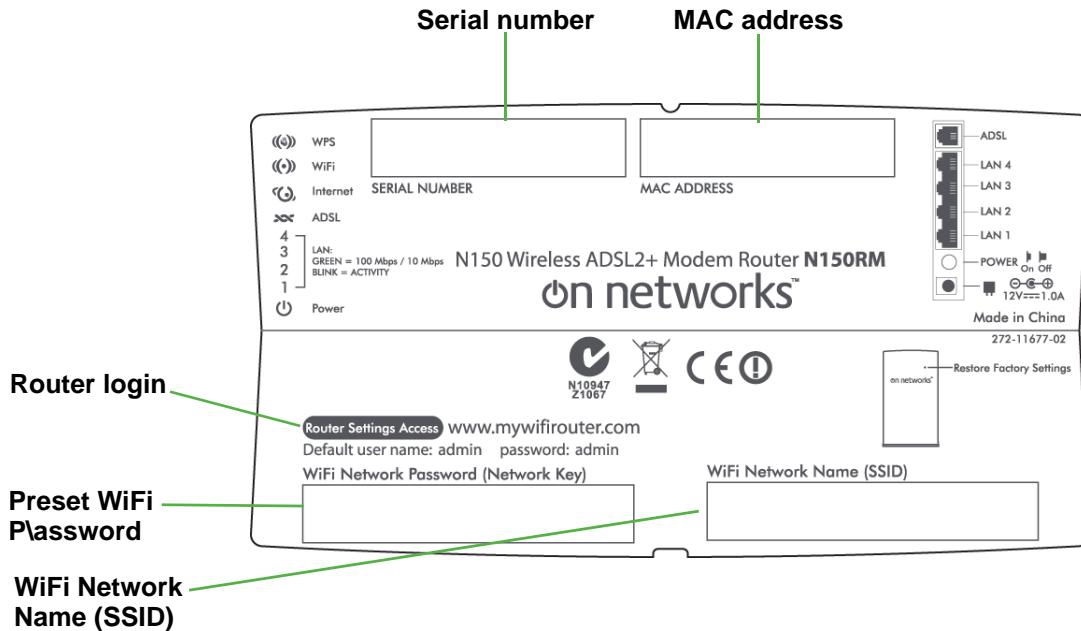 Serial number
MAC address
WPS
WiFi
Internet
ADSL
4
3
2
1
LAN:
GREEN = 100 Mbps / 10 Mbps
BLINK = ACTIVITY
Power
SERIAL NUMBER
MAC ADDRESS
N150 Wireless ADSL2+ Modem Router N150RM
on networks™
ADSL
LAN 4
LAN 3
LAN 2
LAN 1
POWER
On Off
12V 1.0A
Made in China
272-11677-02
N10947
Z1067
CE
on networks™
Restore Factory Settings
Router login
Router Settings Access www.mywifirouter.com
Default user name: admin password: admin
WiFi Network Password (Network Key)
WiFi Network Name (SSID)
Preset WiFi
P\assword
WiFi Network
Name (SSID)